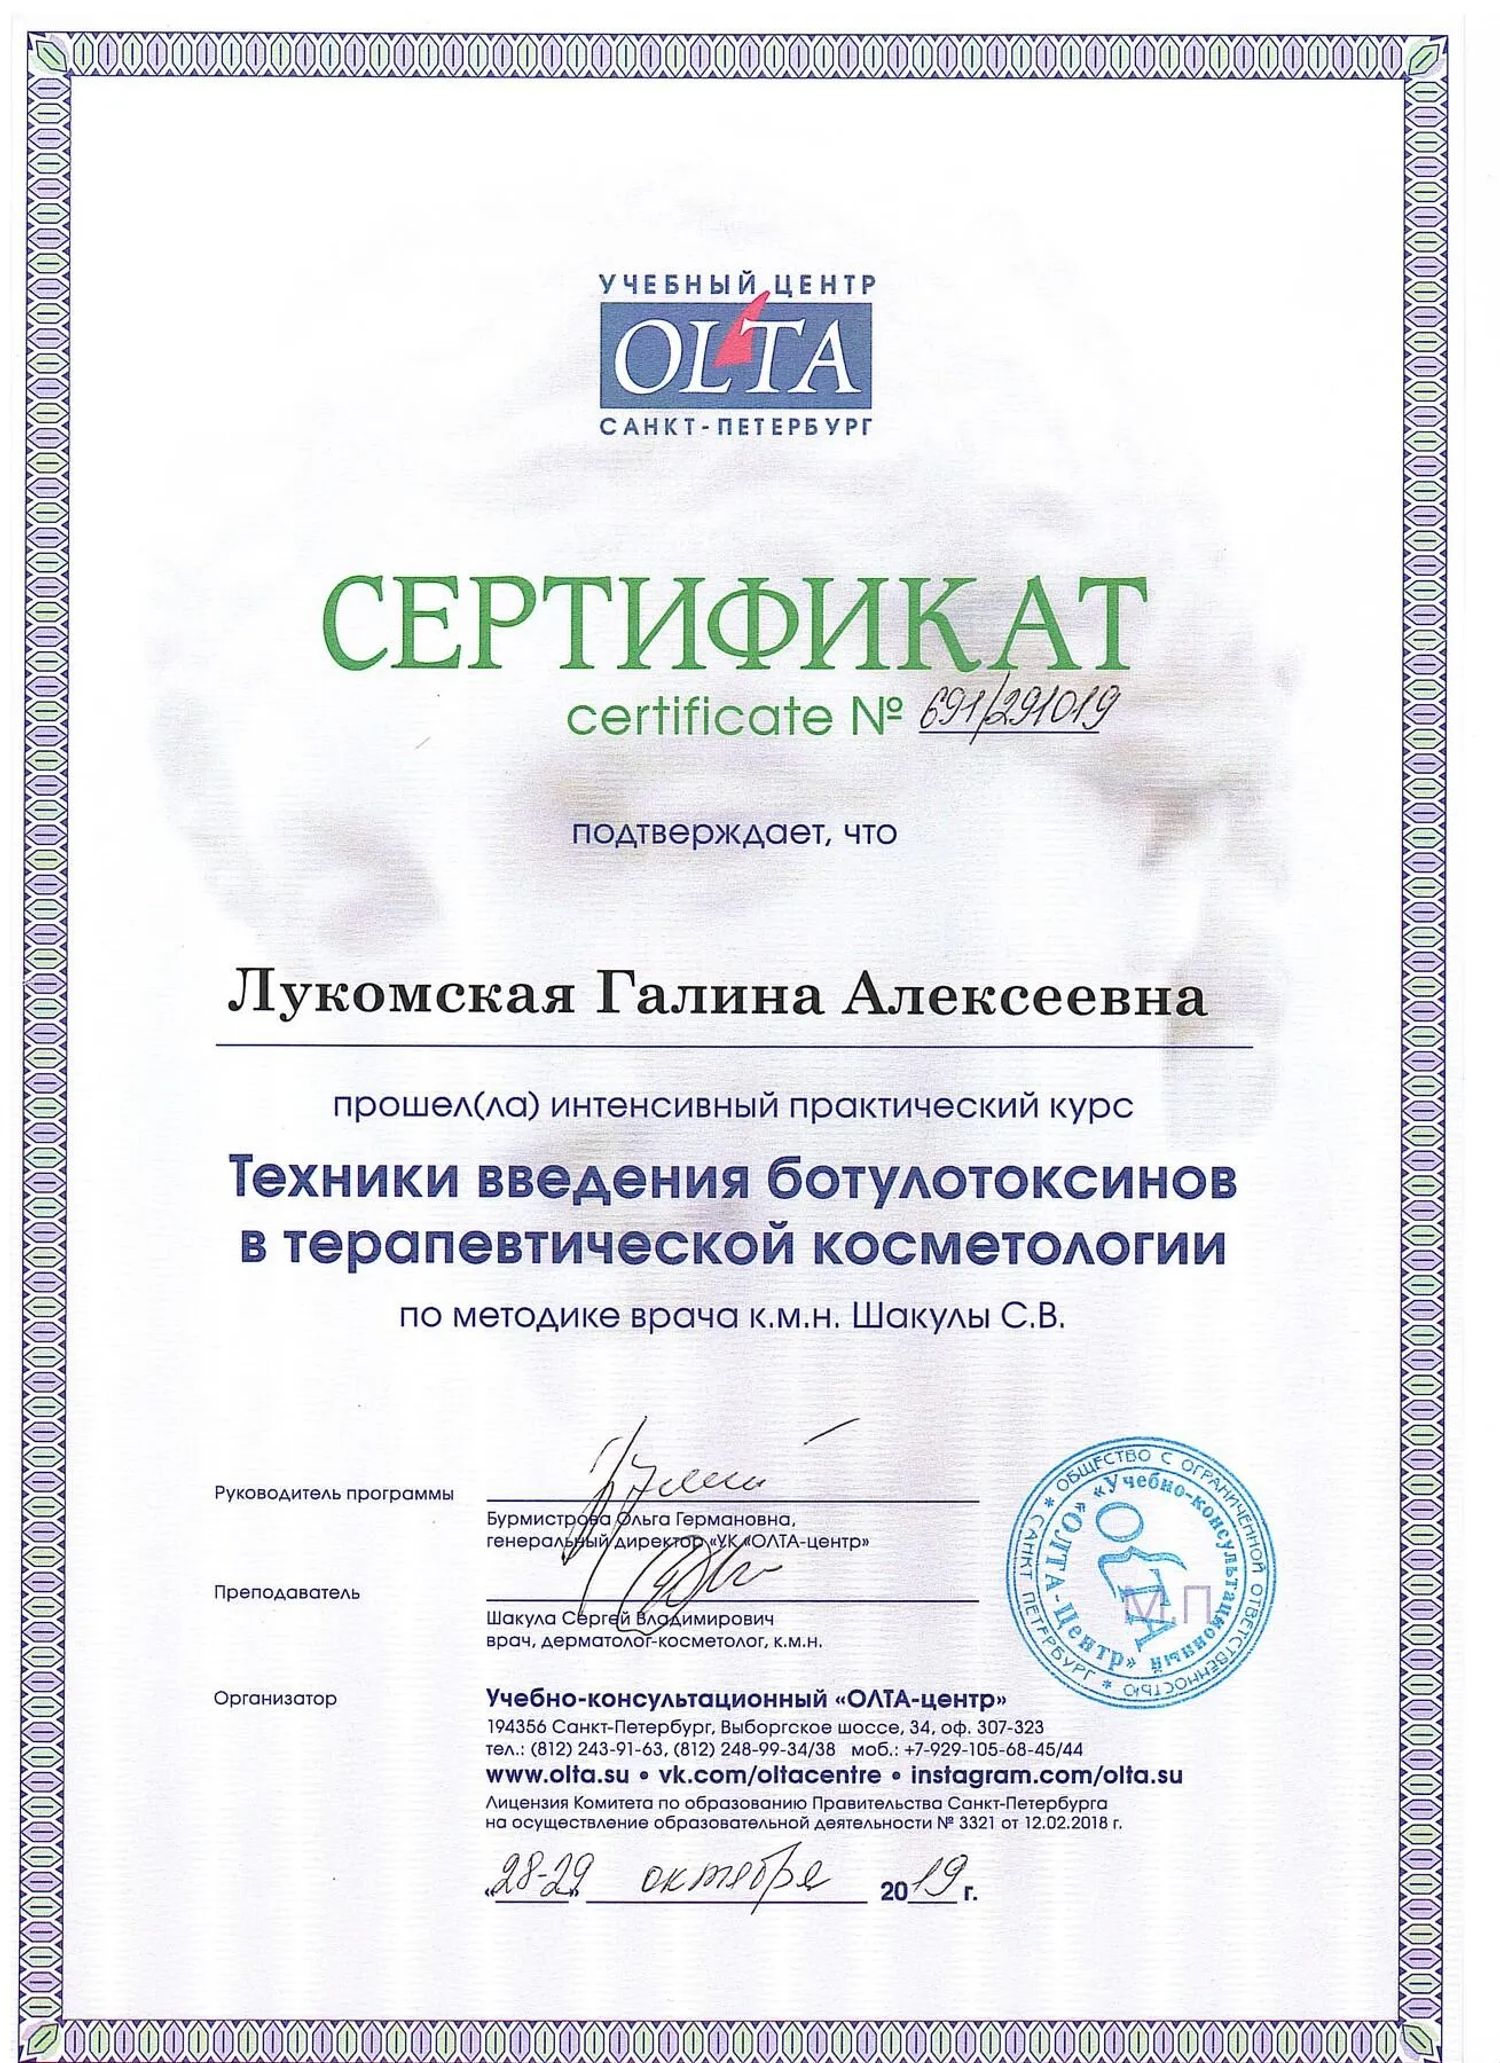 УЧЕБНЫЙ ЦЕНТР
OLTA
САНКТ-ПЕТЕРБУРГ
СЕРТИФИКАТ
certificate № 691/291019
подтверждает, что
Лукомская Галина Алексеевна
прошел(ла) интенсивный практический курс
Техники введения ботулотоксинов
в терапевтической косметологии
по методике врача к.м.н. Шакулы С.В.
Руководитель программы
Бурмистрова Ольга Германовна,
генеральный директор «УК «ОЛТА-центр»
Преподаватель
Шакула Сергей Владимирович
врач, дерматолог-косметолог, к.м.н.
ОБЩЕСТВО С ОГРАНИЧЕННОЙ ОТВЕТСТВЕННОСТЬЮ * САНКТ ПЕТЕРБУРГ *
«Учебно-консультационный «ОЛТА-Центр»
OLTA
М.П.
Организатор
Учебно-консультационный «ОЛТА-центр»
194356 Санкт-Петербург, Выборгское шоссе, 34, оф. 307-323
тел.: (812) 243-91-63, (812) 248-99-34/38 моб.: +7-929-105-68-45/44
www.olta.su • vk.com/oltacentre • instagram.com/olta.su
Лицензия Комитета по образованию Правительства Санкт-Петербурга
на осуществление образовательной деятельности № 3321 от 12.02.2018 г.
«28-29» октября 2019 г.